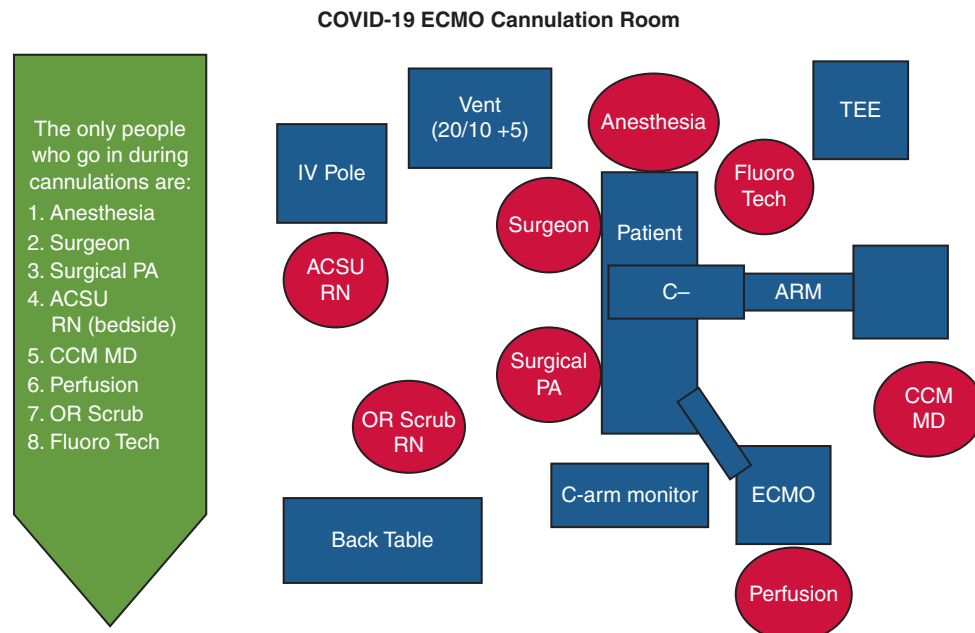 COVID-19 ECMO Cannulation Room
The only people
who go in during
cannulations are:
1. Anesthesia
2. Surgeon
3. Surgical PA
4. ACSU
RN (bedside)
5. CCM MD
6. Perfusion
7. OR Scrub
8. Fluoro Tech
Vent
(20/10 +5)
Anesthesia
TEE
IV Pole
Fluoro
Tech
Surgeon
Patient
ACSU
RN
C–
ARM
Surgical
PA
CCM
MD
OR Scrub
RN
C-arm monitor
ECMO
Back Table
Perfusion